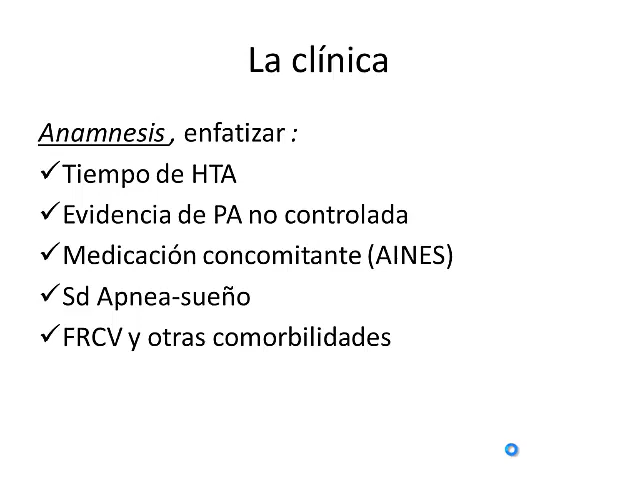 La clínica
Anamnesis , enfatizar :
✓Tiempo de HTA
✓Evidencia de PA no controlada
✓Medicación concomitante (AINES)
✓Sd Apnea-sueño
✓FRCV y otras comorbilidades